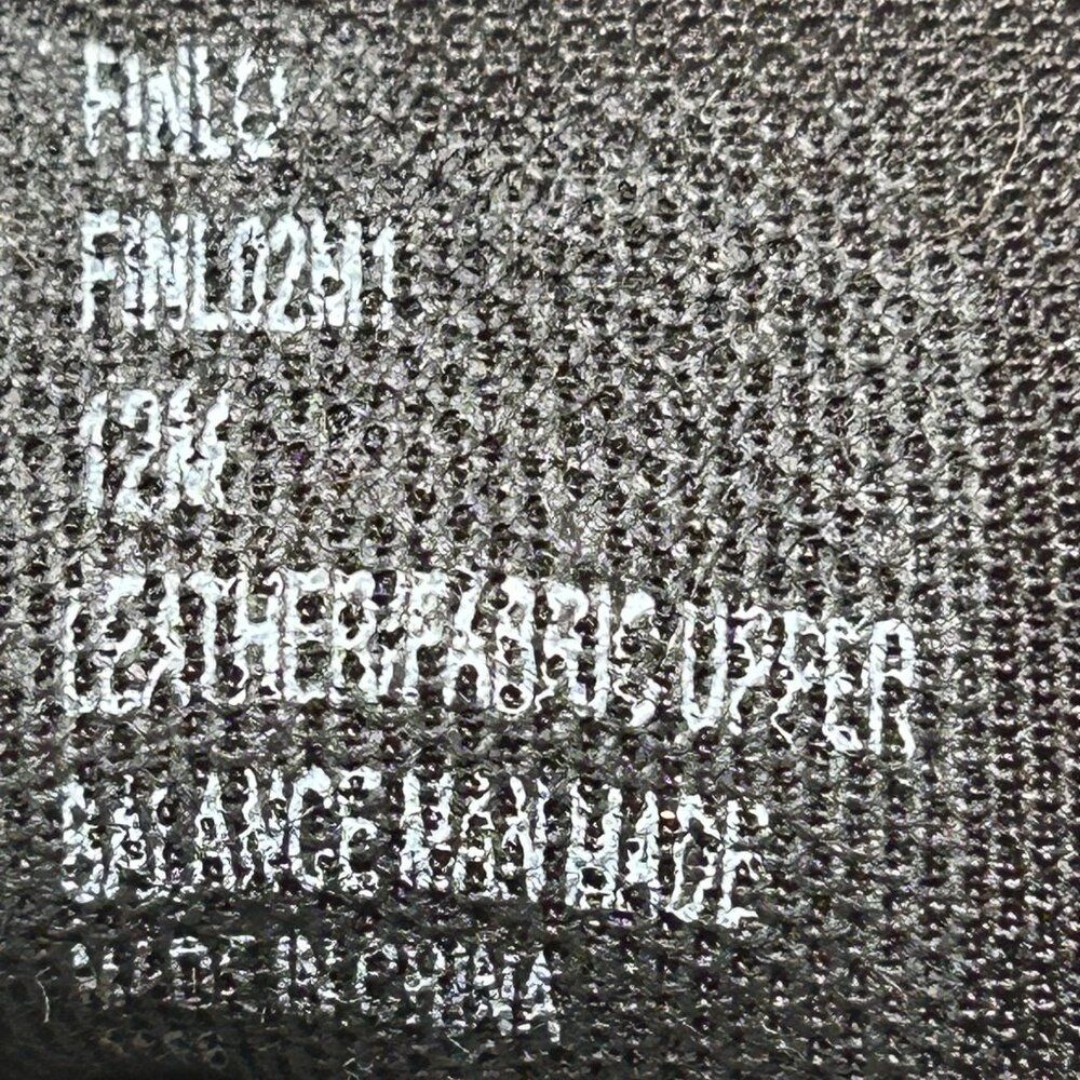 FINLO
FINLO2M1
12M
LEATHER/FABRIC UPPER
BALANCE MAN MADE
MADE IN CHINA